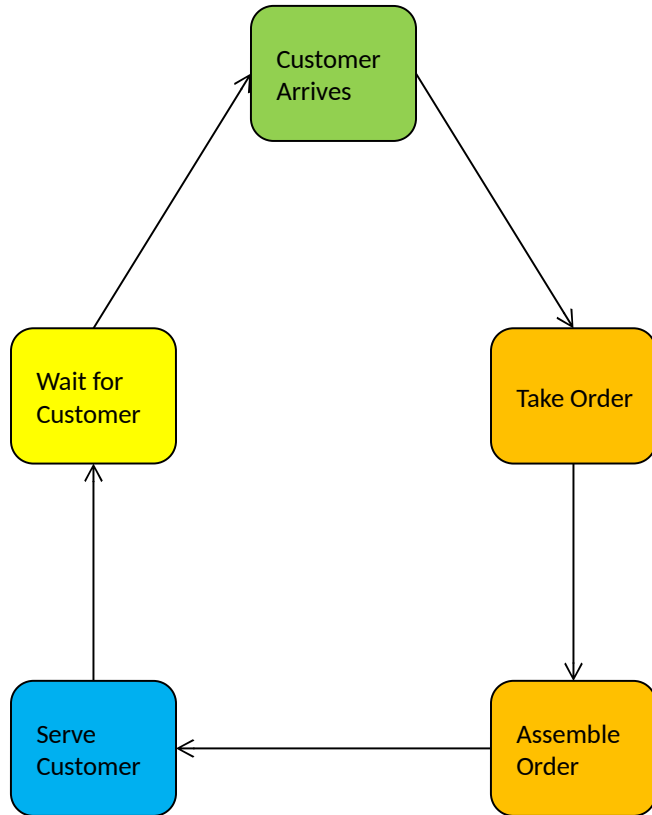 Customer
Arrives
Wait for
Customer
Take Order
Serve
Customer
Assemble
Order